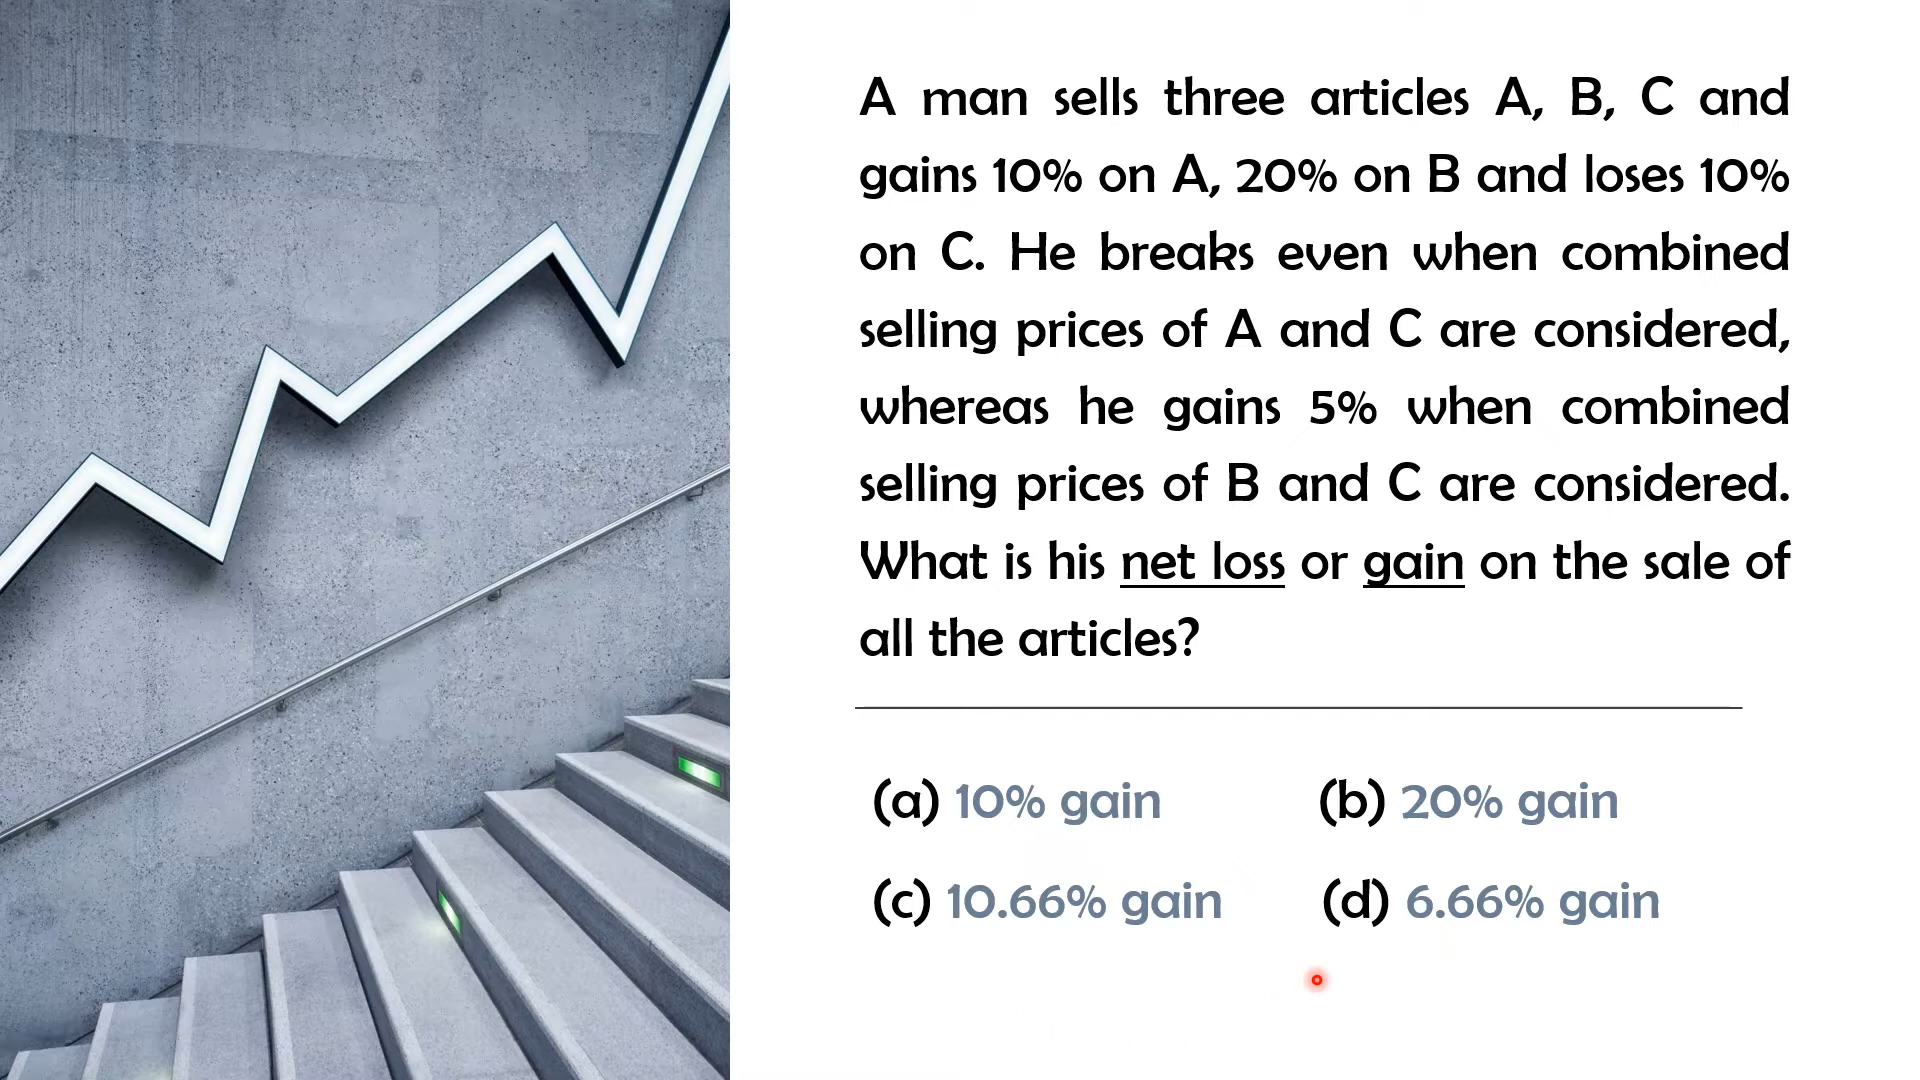 A man sells three articles A, B, C and
gains 10% on A, 20% on B and loses 10%
on C. He breaks even when combined
selling prices of A and C are considered,
whereas he gains 5% when combined
selling prices of B and C are considered.
What is his net loss or gain on the sale of
all the articles?
(a) 10% gain (b) 20% gain
(c) 10.66% gain (d) 6.66% gain